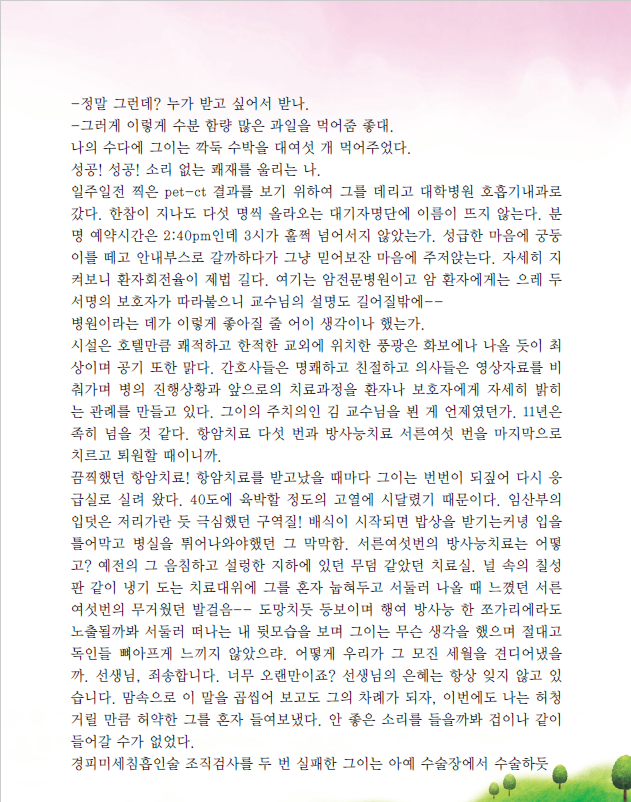 -정말 그런데? 누가 받고 싶어서 받나.
-그러게 이렇게 수분 함량 많은 과일을 먹어줌 좋대.
나의 수다에 그이는 깍둑 수박을 대여섯 개 먹어주었다.
성공! 성공! 소리 없는 쾌재를 울리는 나.
일주일전 찍은 pet-ct 결과를 보기 위하여 그를 데리고 대학병원 호흡기내과로
갔다. 한참이 지나도 다섯 명씩 올라오는 대기자명단에 이름이 뜨지 않는다. 분
명 예약시간은 2:40pm인데 3시가 훌쩍 넘어서지 않았는가. 성급한 마음에 궁둥
이를 떼고 안내부스로 갈까하다가 그냥 믿어보잔 마음에 주저앉는다. 자세히 지
켜보니 환자회전율이 제법 길다. 여기는 암전문병원이고 암 환자에게는 으레 두
서명의 보호자가 따라붙으니 교수님의 설명도 길어질밖에--
병원이라는 데가 이렇게 좋아질 줄 어이 생각이나 했는가.
시설은 호텔만큼 쾌적하고 한적한 교외에 위치한 풍광은 화보에나 나올 듯이 최
상이며 공기 또한 맑다. 간호사들은 명쾌하고 친절하고 의사들은 영상자료를 비
춰가며 병의 진행상황과 앞으로의 치료과정을 환자나 보호자에게 자세히 밝히
는 관례를 만들고 있다. 그이의 주치의인 김 교수님을 뵌 게 언제였던가. 11년은
족히 넘을 것 같다. 항암치료 다섯 번과 방사능치료 서른여섯 번을 마지막으로
치르고 퇴원할 때이니까.
끔찍했던 항암치료! 항암치료를 받고났을 때마다 그이는 번번이 되짚어 다시 응
급실로 실려 왔다. 40도에 육박할 정도의 고열에 시달렸기 때문이다. 임산부의
입덧은 저리가란 듯 극심했던 구역질! 배식이 시작되면 밥상을 받기는커녕 입을
틀어막고 병실을 뛰어나와야했던 그 막막함. 서른여섯번의 방사능치료는 어떻
고? 예전의 그 음침하고 설렁한 지하에 있던 무덤 같았던 치료실. 널 속의 칠성
판 같이 냉기 도는 치료대위에 그를 혼자 눕혀두고 서둘러 나올 때 느꼈던 서른
여섯번의 무거웠던 발걸음-- 도망치듯 등보이며 행여 방사능 한 쪼가리에라도
노출될까봐 서둘러 떠나는 내 뒷모습을 보며 그이는 무슨 생각을 했으며 절대고
독인들 뼈아프게 느끼지 않았으랴. 어떻게 우리가 그 모진 세월을 견디어냈을
까. 선생님, 죄송합니다. 너무 오랜만이죠? 선생님의 은혜는 항상 잊지 않고 있
습니다. 맘속으로 이 말을 곱씹어 보고도 그의 차례가 되자, 이번에도 나는 허청
거릴 만큼 허약한 그를 혼자 들여보냈다. 안 좋은 소리를 들을까봐 겁이나 같이
들어갈 수가 없었다.
경피미세침흡인술 조직검사를 두 번 실패한 그이는 아예 수술장에서 수술하듯